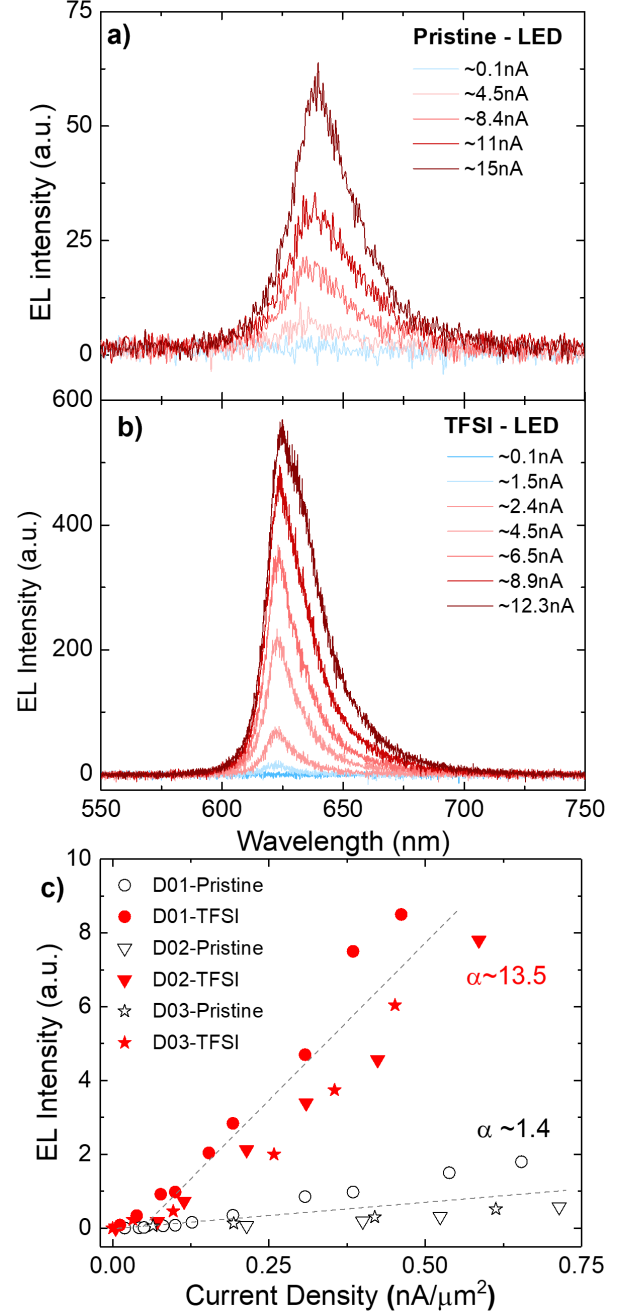 a)
Pristine - LED
~0.1nA
~4.5nA
~8.4nA
~11nA
~15nA
75
50
25
0
EL intensity (a.u.)
b)
TFSI - LED
~0.1nA
~1.5nA
~2.4nA
~4.5nA
~6.5nA
~8.9nA
~12.3nA
600
400
200
0
EL Intensity (a.u.)
550 600 650 700 750
Wavelength (nm)
c)
D01-Pristine
D01-TFSI
D02-Pristine
D02-TFSI
D03-Pristine
D03-TFSI
α~13.5
α ~1.4
10
8
6
4
2
0
EL Intensity (a.u.)
0.00 0.25 0.50 0.75
Current Density (nA/μm²)